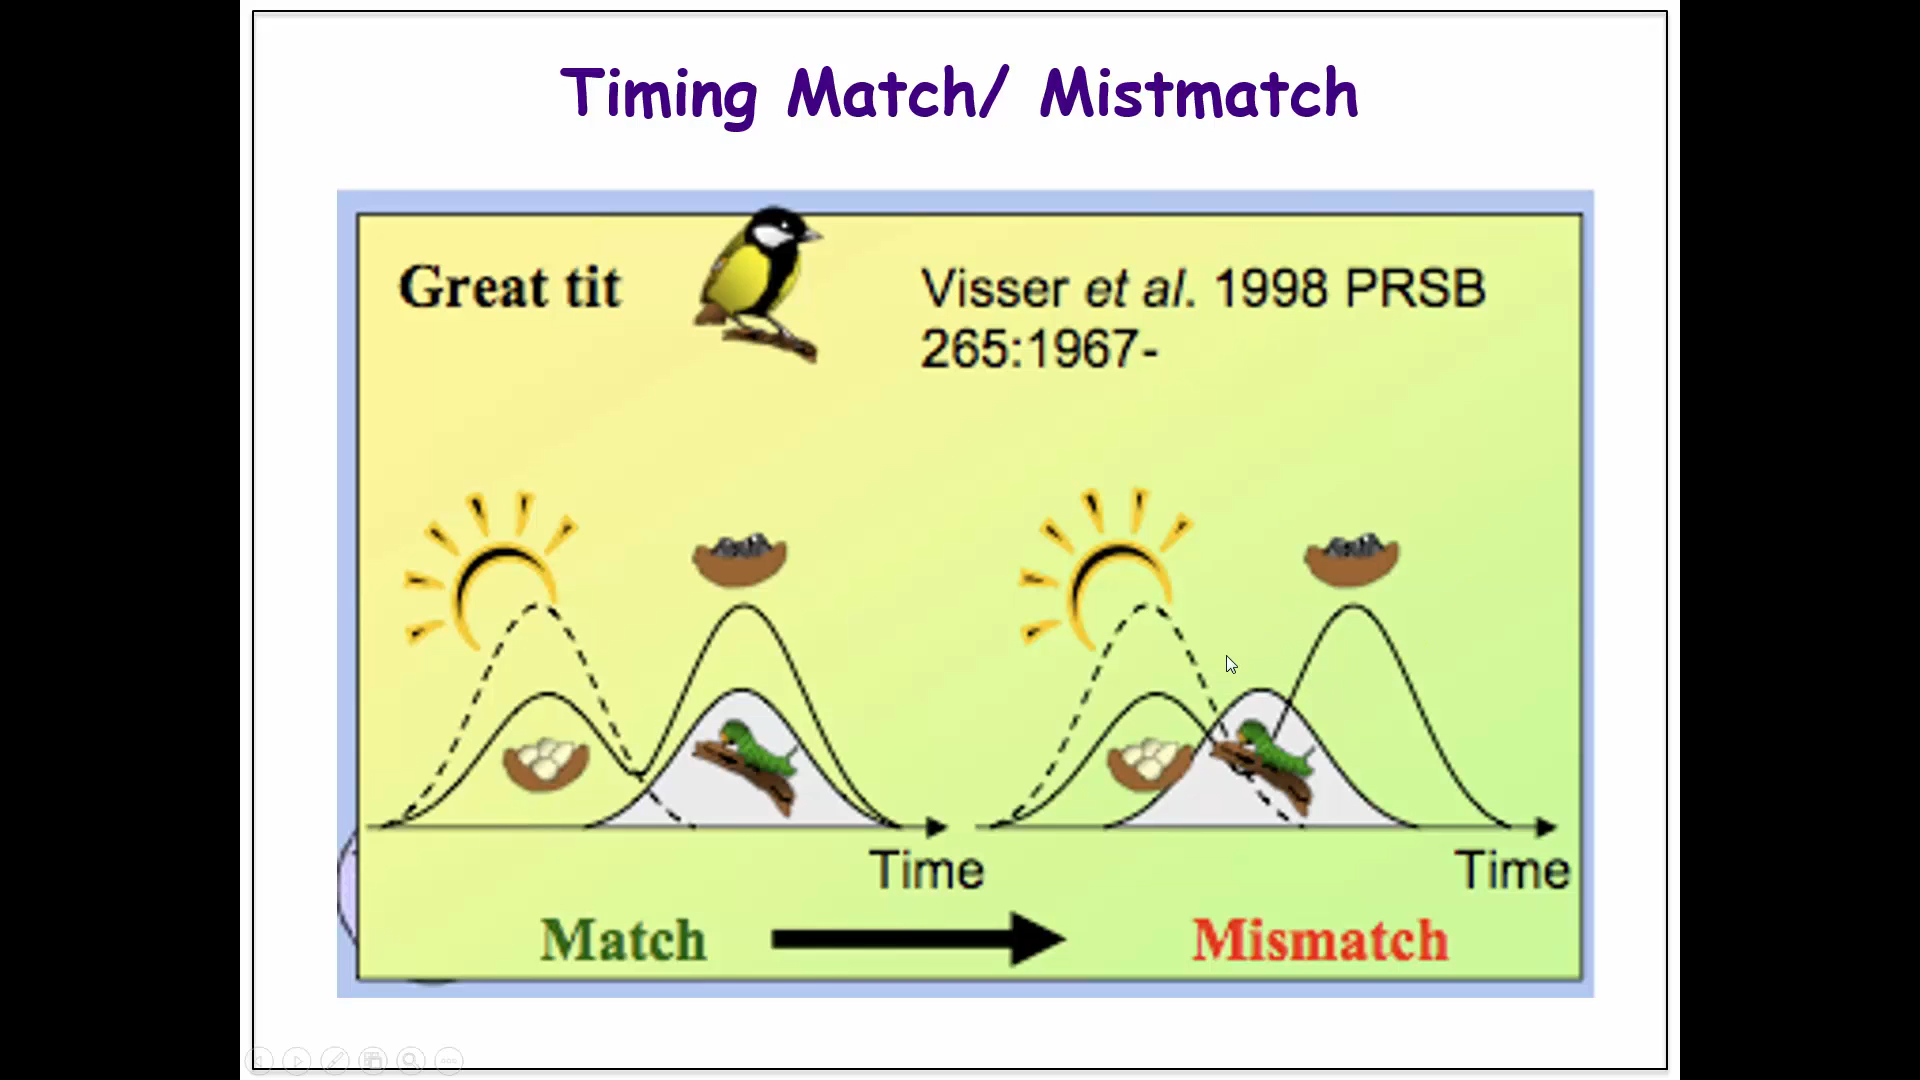 Timing Match/ Mistmatch
Great tit
Visser et al. 1998 PRSB
265:1967-
Time
Time
Match
Mismatch